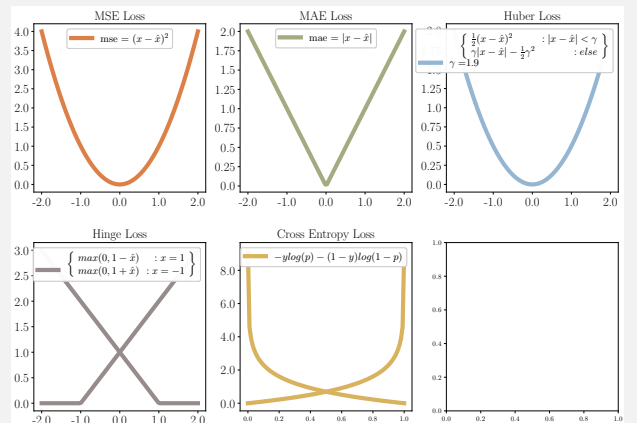 MSE Loss
mse = (x − x̂)²
4.0
3.5
3.0
2.5
2.0
1.5
1.0
0.5
0.0
-2.0 -1.0 0.0 1.0 2.0
MAE Loss
mae = |x − x̂|
2.0
1.75
1.5
1.25
1.0
0.75
0.5
0.25
0.0
-2.0 -1.0 0.0 1.0 2.0
Huber Loss
{ ½(x − x̂)² : |x − x̂| < γ
γ|x − x̂| − ½γ² : else }
γ =1.9
1.25
1.0
0.75
0.5
0.25
0.0
-2.0 -1.0 0.0 1.0 2.0
Hinge Loss
{ max(0, 1 − x̂) : x = 1
max(0, 1 + x̂) : x = −1 }
3.0
2.0
1.5
1.0
0.5
0.0
-2.0 -1.0 0.0 1.0 2.0
Cross Entropy Loss
−ylog(p) − (1 − y)log(1 − p)
8.0
6.0
4.0
2.0
0.0
0.0 0.2 0.4 0.6 0.8 1.0
1.0
0.8
0.6
0.4
0.2
0.0
0.0 0.2 0.4 0.6 0.8 1.0